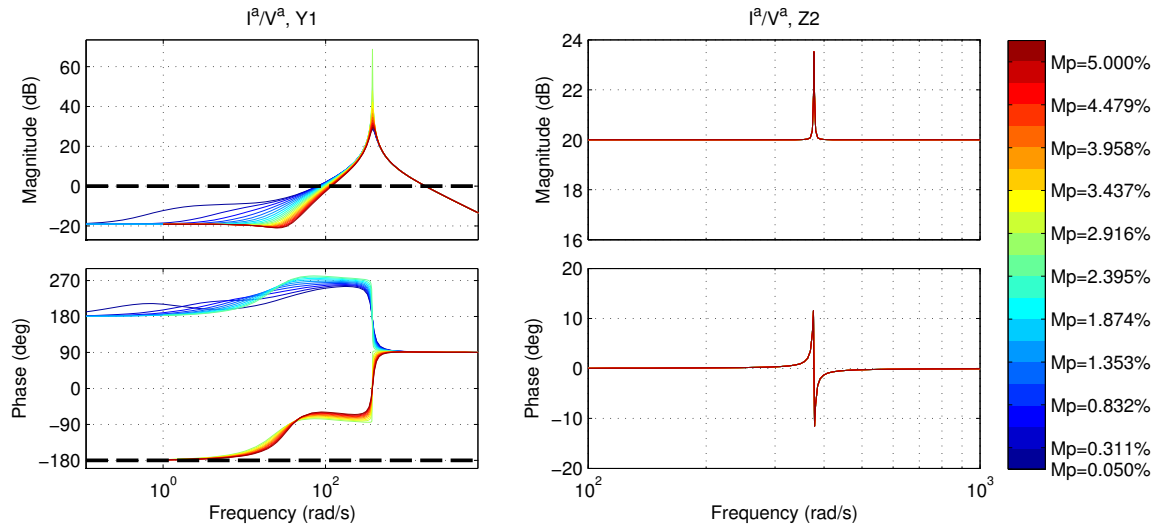 I^a/V^a, Y1
I^a/V^a, Z2
Magnitude (dB)
60
40
20
0
−20
Magnitude (dB)
24
22
20
18
16
Phase (deg)
270
180
90
0
−90
−180
10^0
10^2
Frequency (rad/s)
Phase (deg)
20
10
0
−10
−20
10^2
10^3
Frequency (rad/s)
Mp=5.000%
Mp=4.479%
Mp=3.958%
Mp=3.437%
Mp=2.916%
Mp=2.395%
Mp=1.874%
Mp=1.353%
Mp=0.832%
Mp=0.311%
Mp=0.050%